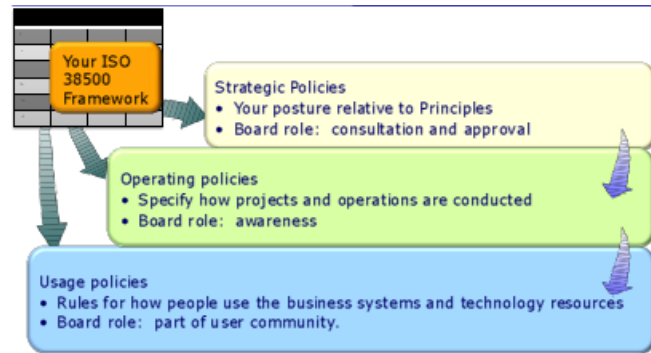 Your ISO
38500
Framework
Strategic Policies
• Your posture relative to Principles
• Board role: consultation and approval
Operating policies
• Specify how projects and operations are conducted
• Board role: awareness
Usage policies
• Rules for how people use the business systems and technology resources
• Board role: part of user community.